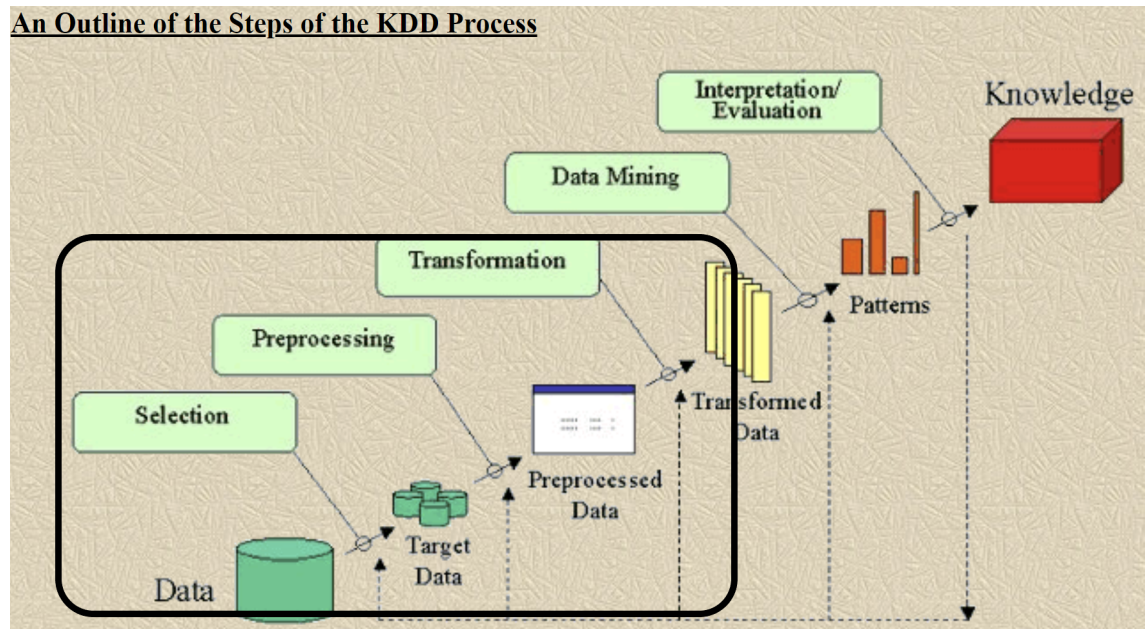 An Outline of the Steps of the KDD Process
Interpretation/
Evaluation
Knowledge
Data Mining
Transformation
Patterns
Preprocessing
Transformed
Data
Selection
Preprocessed
Data
Target
Data
Data